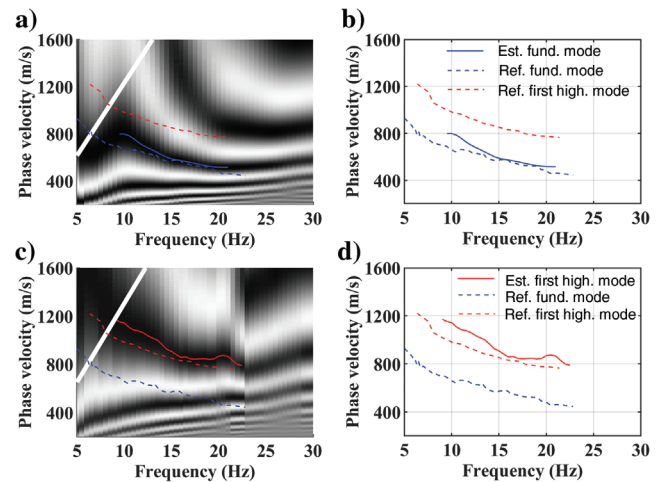 a)
1600
1200
800
400
Phase velocity (m/s)
5 10 15 20 25 30
Frequency (Hz)
b)
1600
1200
800
400
Phase velocity (m/s)
Est. fund. mode
Ref. fund. mode
Ref. first high. mode
5 10 15 20 25 30
Frequency (Hz)
c)
1600
1200
800
400
Phase velocity (m/s)
5 10 15 20 25 30
Frequency (Hz)
d)
1600
1200
800
400
Phase velocity (m/s)
Est. first high. mode
Ref. fund. mode
Ref. first high. mode
5 10 15 20 25 30
Frequency (Hz)